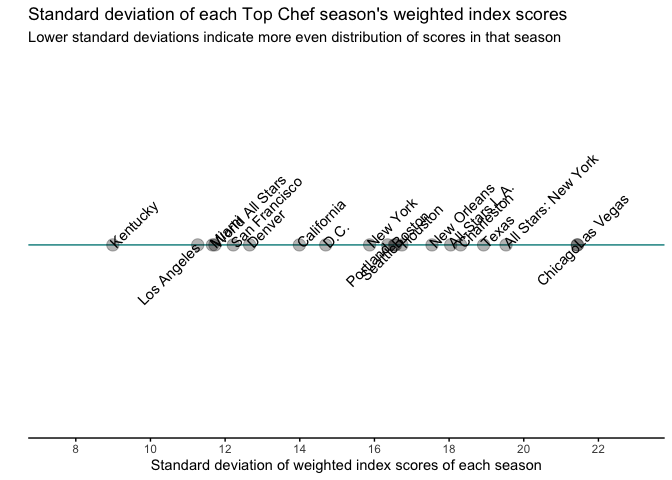 Standard deviation of each Top Chef season's weighted index scores
Lower standard deviations indicate more even distribution of scores in that season
Kentucky
Los Angeles
Miami
World All Stars
San Francisco
Denver
California
D.C.
New York
Portland
Seattle
Boston
Houston
New Orleans
All Stars L.A.
Charleston
Texas
All Stars: New York
Chicago
Las Vegas
8 10 12 14 16 18 20 22
Standard deviation of weighted index scores of each season